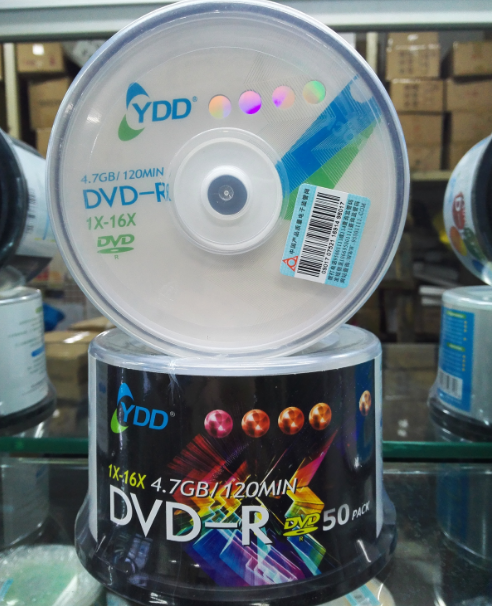 YDD®
4.7GB/120MIN
DVD-R
1X-16X
DVD
YDD®
1X-16X 4.7GB/120MIN
DVD-R
DVD 50 PACK